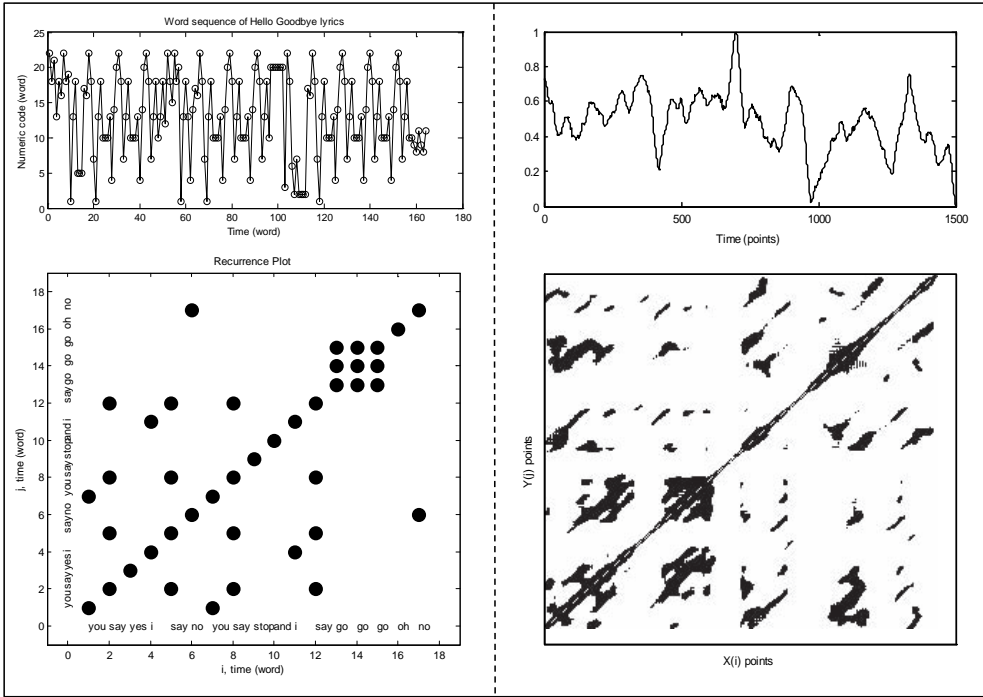 Word sequence of Hello Goodbye lyrics
Numeric code (word)
25
20
15
10
5
0
0 20 40 60 80 100 120 140 160 180
Time (word)
1
0.8
0.6
0.4
0.2
0
0 500 1000 1500
Time (points)
Recurrence Plot
j, time (word)
18
16
14
12
10
8
6
4
2
0
you say yes i say no you say stop and i say go go go oh no
you say yes i say no you say stop and i say go go go oh no
0 2 4 6 8 10 12 14 16 18
i, time (word)
Y(j) points
X(i) points